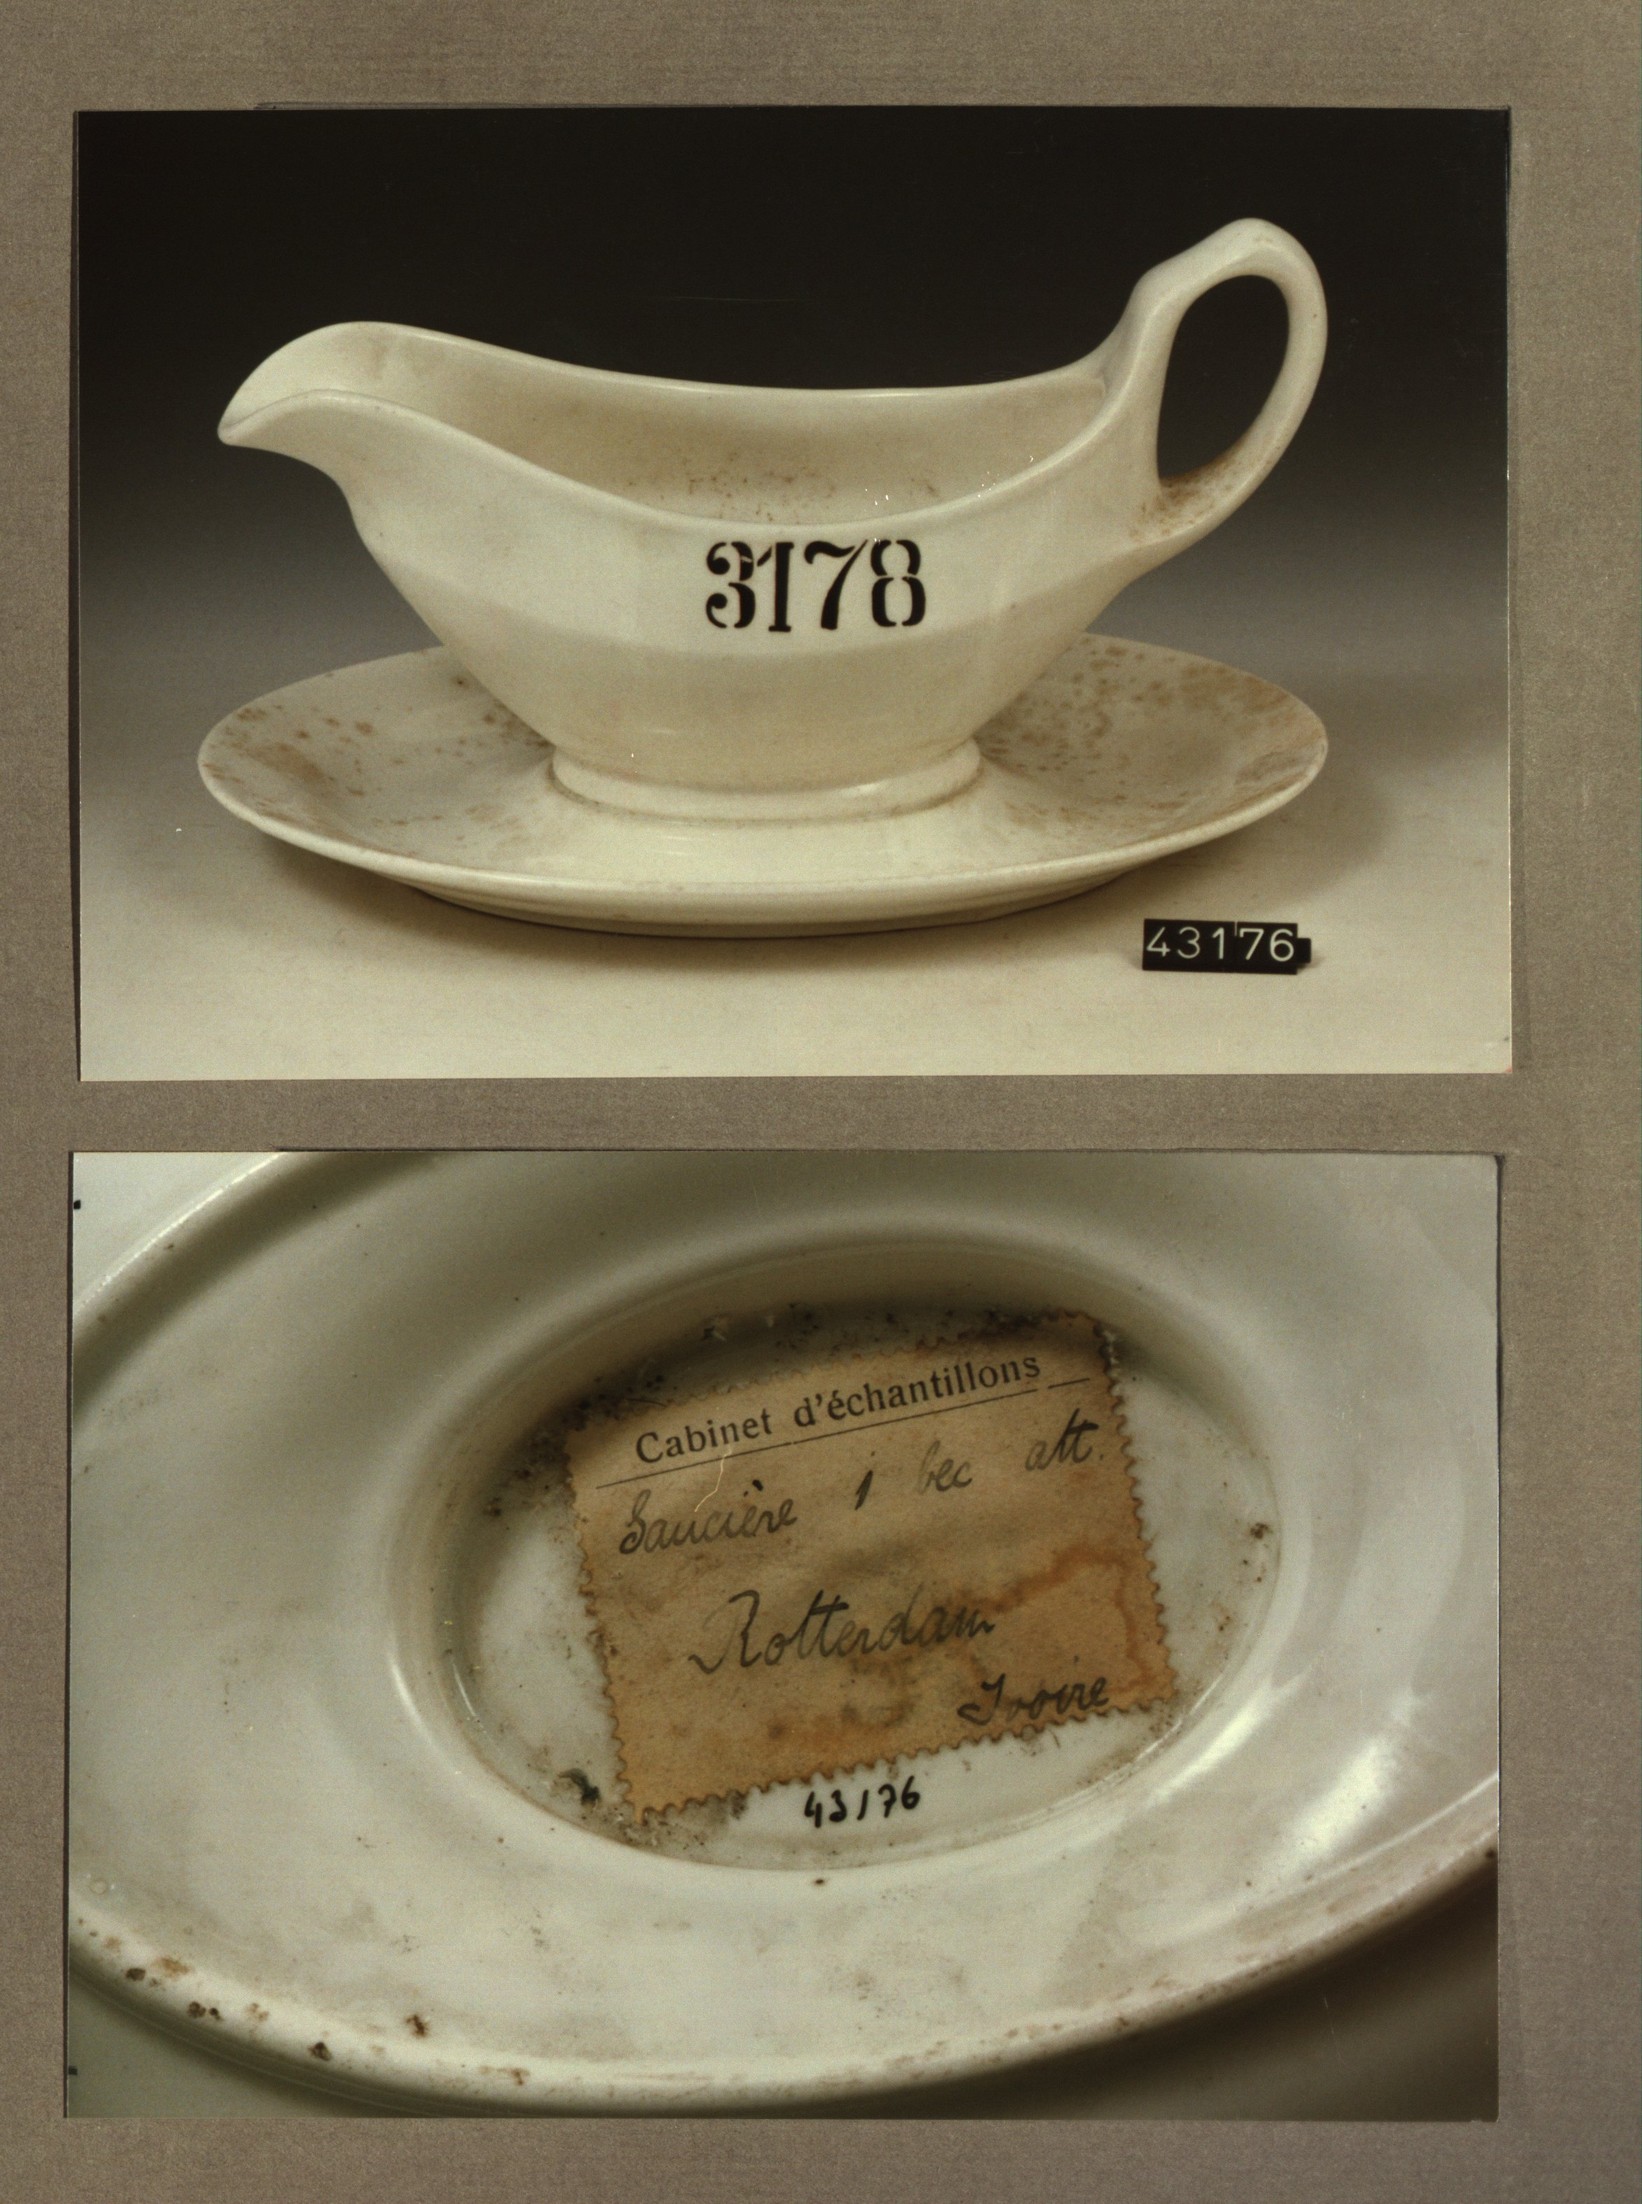 3178
43176
Cabinet d'échantillons
Saucière 1 bec att.
Rotterdam
Ivoire
43176